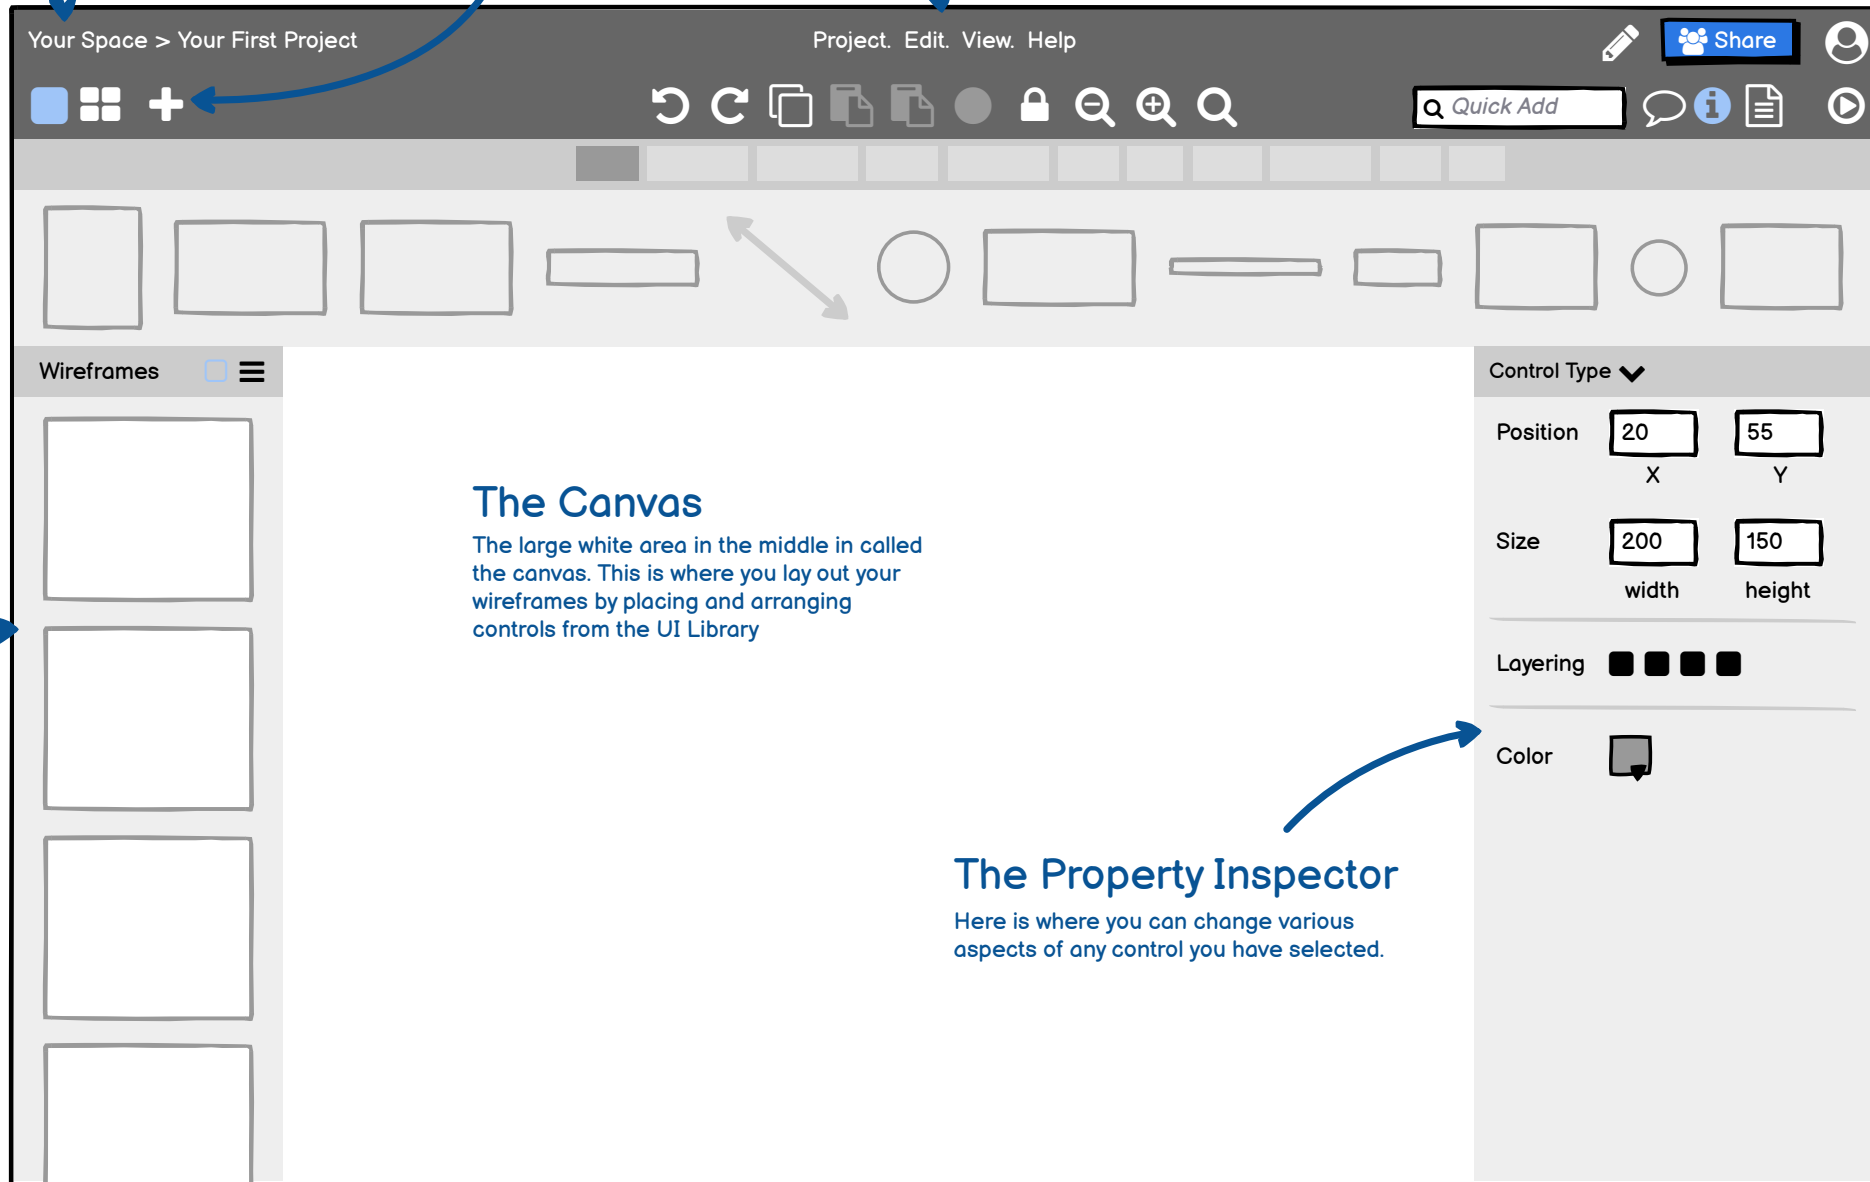 Your Space > Your First Project
Project. Edit. View. Help
Share
Quick Add
Wireframes
Control Type
Position
20
55
X
Y
Size
200
150
width
height
Layering
Color
The Canvas
The large white area in the middle in called
the canvas. This is where you lay out your
wireframes by placing and arranging
controls from the UI Library
The Property Inspector
Here is where you can change various
aspects of any control you have selected.